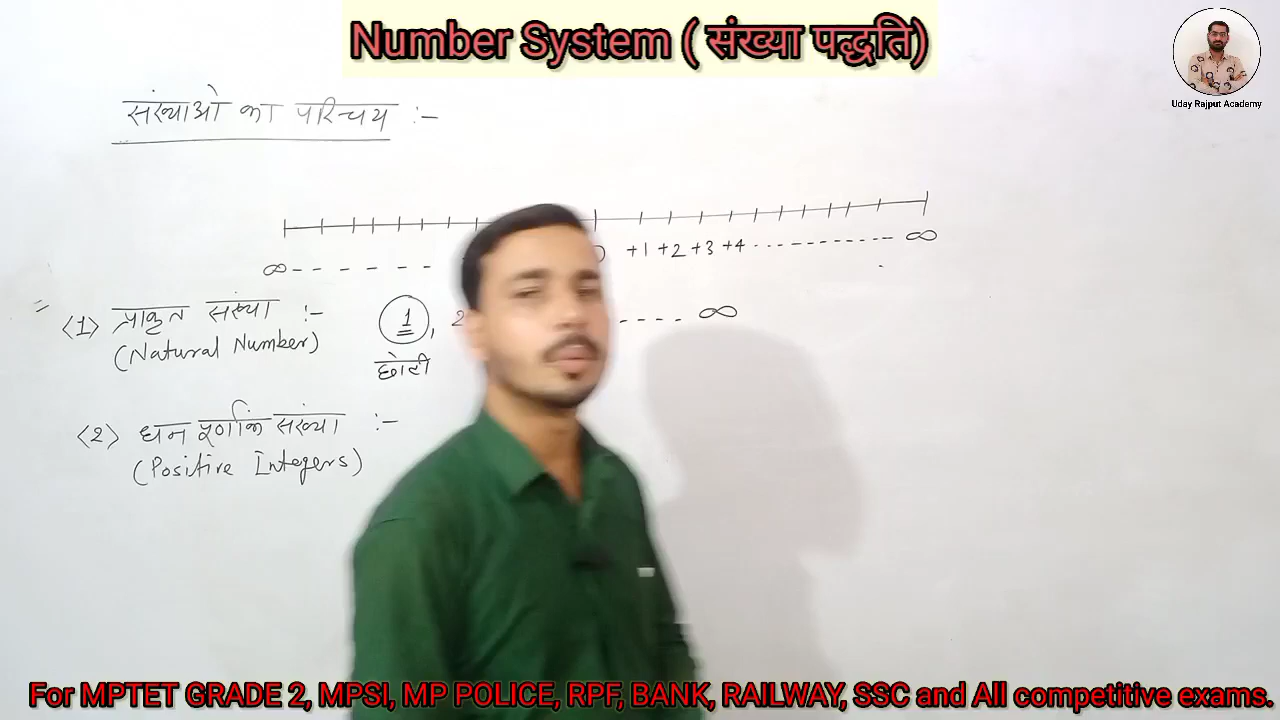 Number System ( संख्या पद्धति)
Uday Rajput Academy
संख्याओ का परिचय :-
+1 +2 +3 +4 ------------ ∞
∞- - - - - -
<1> प्राकृत संख्या :- 1, 2 ---- ∞
(Natural Number)
छोटी
<2> धन पूर्णांक संख्या :-
(Positive Integers)
For MPTET GRADE 2, MPSI, MP POLICE, RPF, BANK, RAILWAY, SSC and All competitive exams.